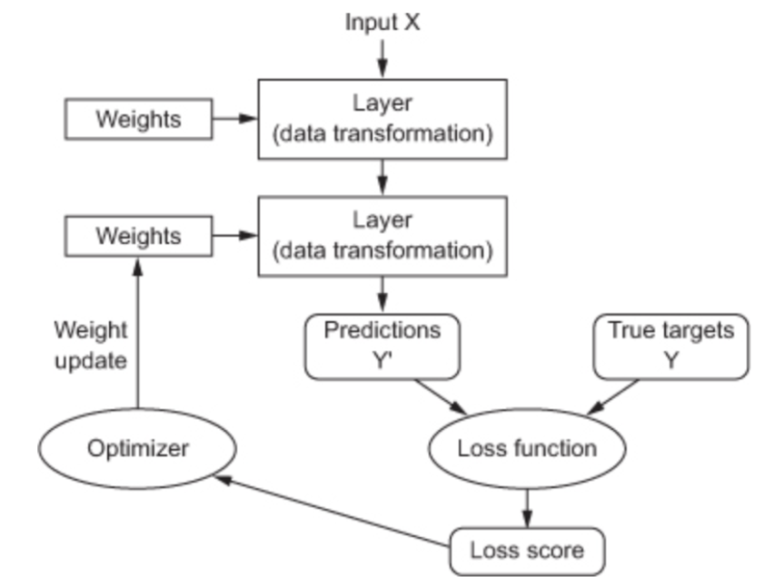 Input X
Layer
(data transformation)
Weights
Layer
(data transformation)
Weights
Weight
update
Predictions
Y'
True targets
Y
Optimizer
Loss function
Loss score